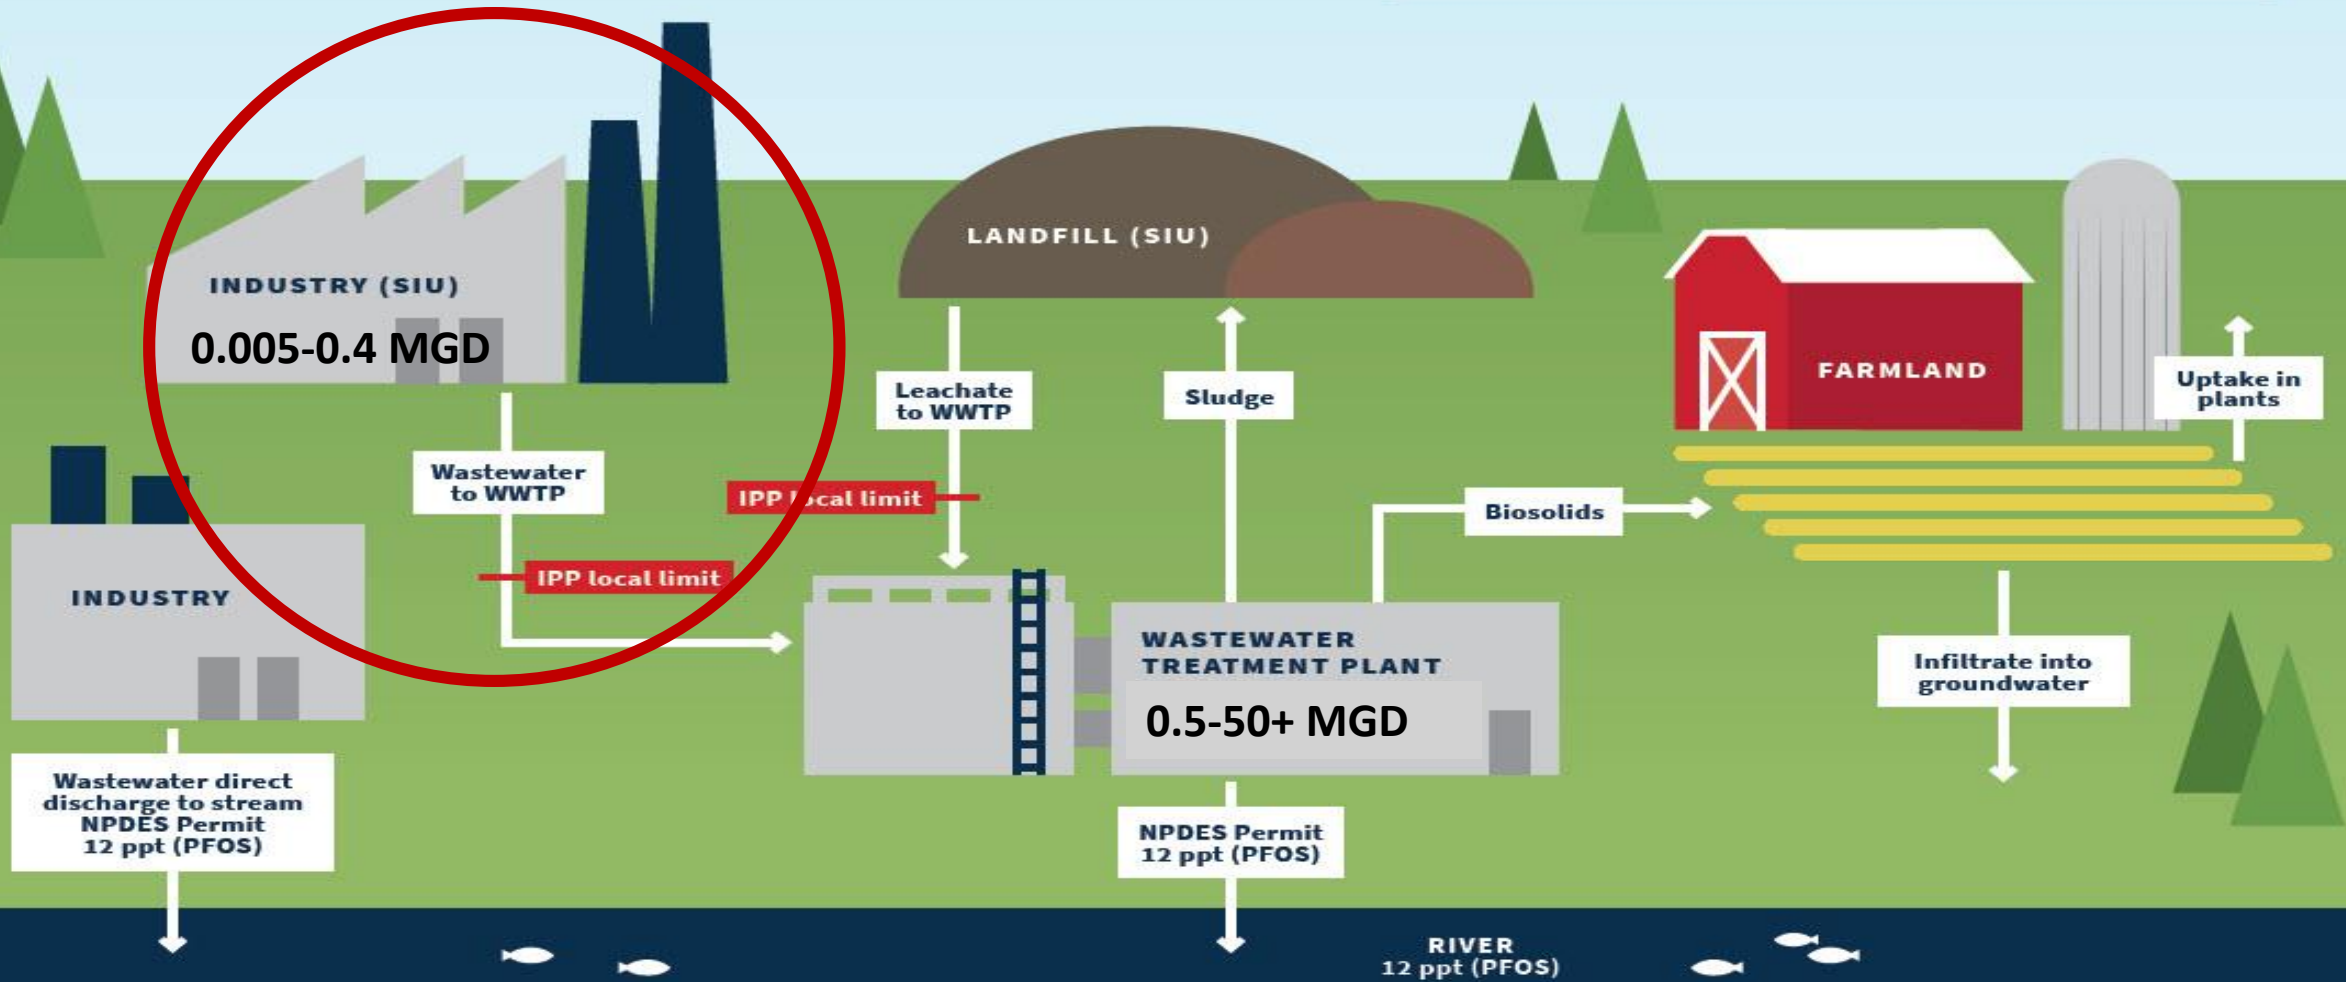 INDUSTRY (SIU)
0.005-0.4 MGD
LANDFILL (SIU)
FARMLAND
Uptake in
plants
Leachate
to WWTP
Sludge
Wastewater
to WWTP
IPP local limit
IPP local limit
Biosolids
INDUSTRY
WASTEWATER
TREATMENT PLANT
0.5-50+ MGD
Infiltrate into
groundwater
Wastewater direct
discharge to stream
NPDES Permit
12 ppt (PFOS)
NPDES Permit
12 ppt (PFOS)
RIVER
12 ppt (PFOS)